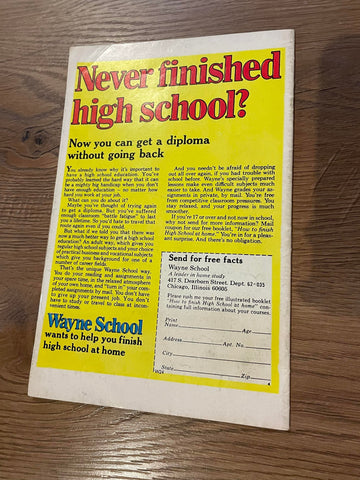 Never finished
high school?
Now you can get a diploma
without going back
You already know why it's important to
have a high school education. You've
probably learned the hard way that it can
be a mighty big handicap when you don't
have enough education – no matter how
hard you work at your job.
What can you do about it?
Maybe you've thought of trying again
to get a diploma. But you've suffered
enough classroom "battle fatigue" to last
you a lifetime. So you'd hate to travel that
route again even if you could.
But what if we told you that there was
now a much better way to get a high school
education? An adult way, which gives you
regular high school subjects and your choice
of practical business and vocational subjects
which give you background for one of a
number of career fields.
That's the unique Wayne School way.
You do your reading and assignments in
your spare time, in the relaxed atmosphere
of your own home, and "turn in" your com-
pleted assignments by mail. You don't have
to give up your present job. You don't
have to study or travel to class at incon-
venient times.
Wayne School
wants to help you finish
high school at home
And you needn't be afraid of dropping
out all over again, if you had trouble with
school before. Wayne's specially prepared
lessons make even difficult subjects much
easier to take. And Wayne grades your as-
signments in private, by mail. You're free
from competitive classroom pressures. You
stay relaxed, and your progress is much
smoother.
If you're 17 or over and not now in school,
why not send for more information? Mail
coupon for our free booklet, "How to finish
High School at Home." You're in for a pleas-
ant surprise. And there's no obligation.
Send for free facts
Wayne School
A leader in home study
417 S. Dearborn Street. Dept. 62-035
Chicago, Illinois 60605
Please rush me your free illustrated booklet
"How to finish High School at home" con-
taining full information about your courses.
Print
Name Age
Address Apt. No.
City
State Zip